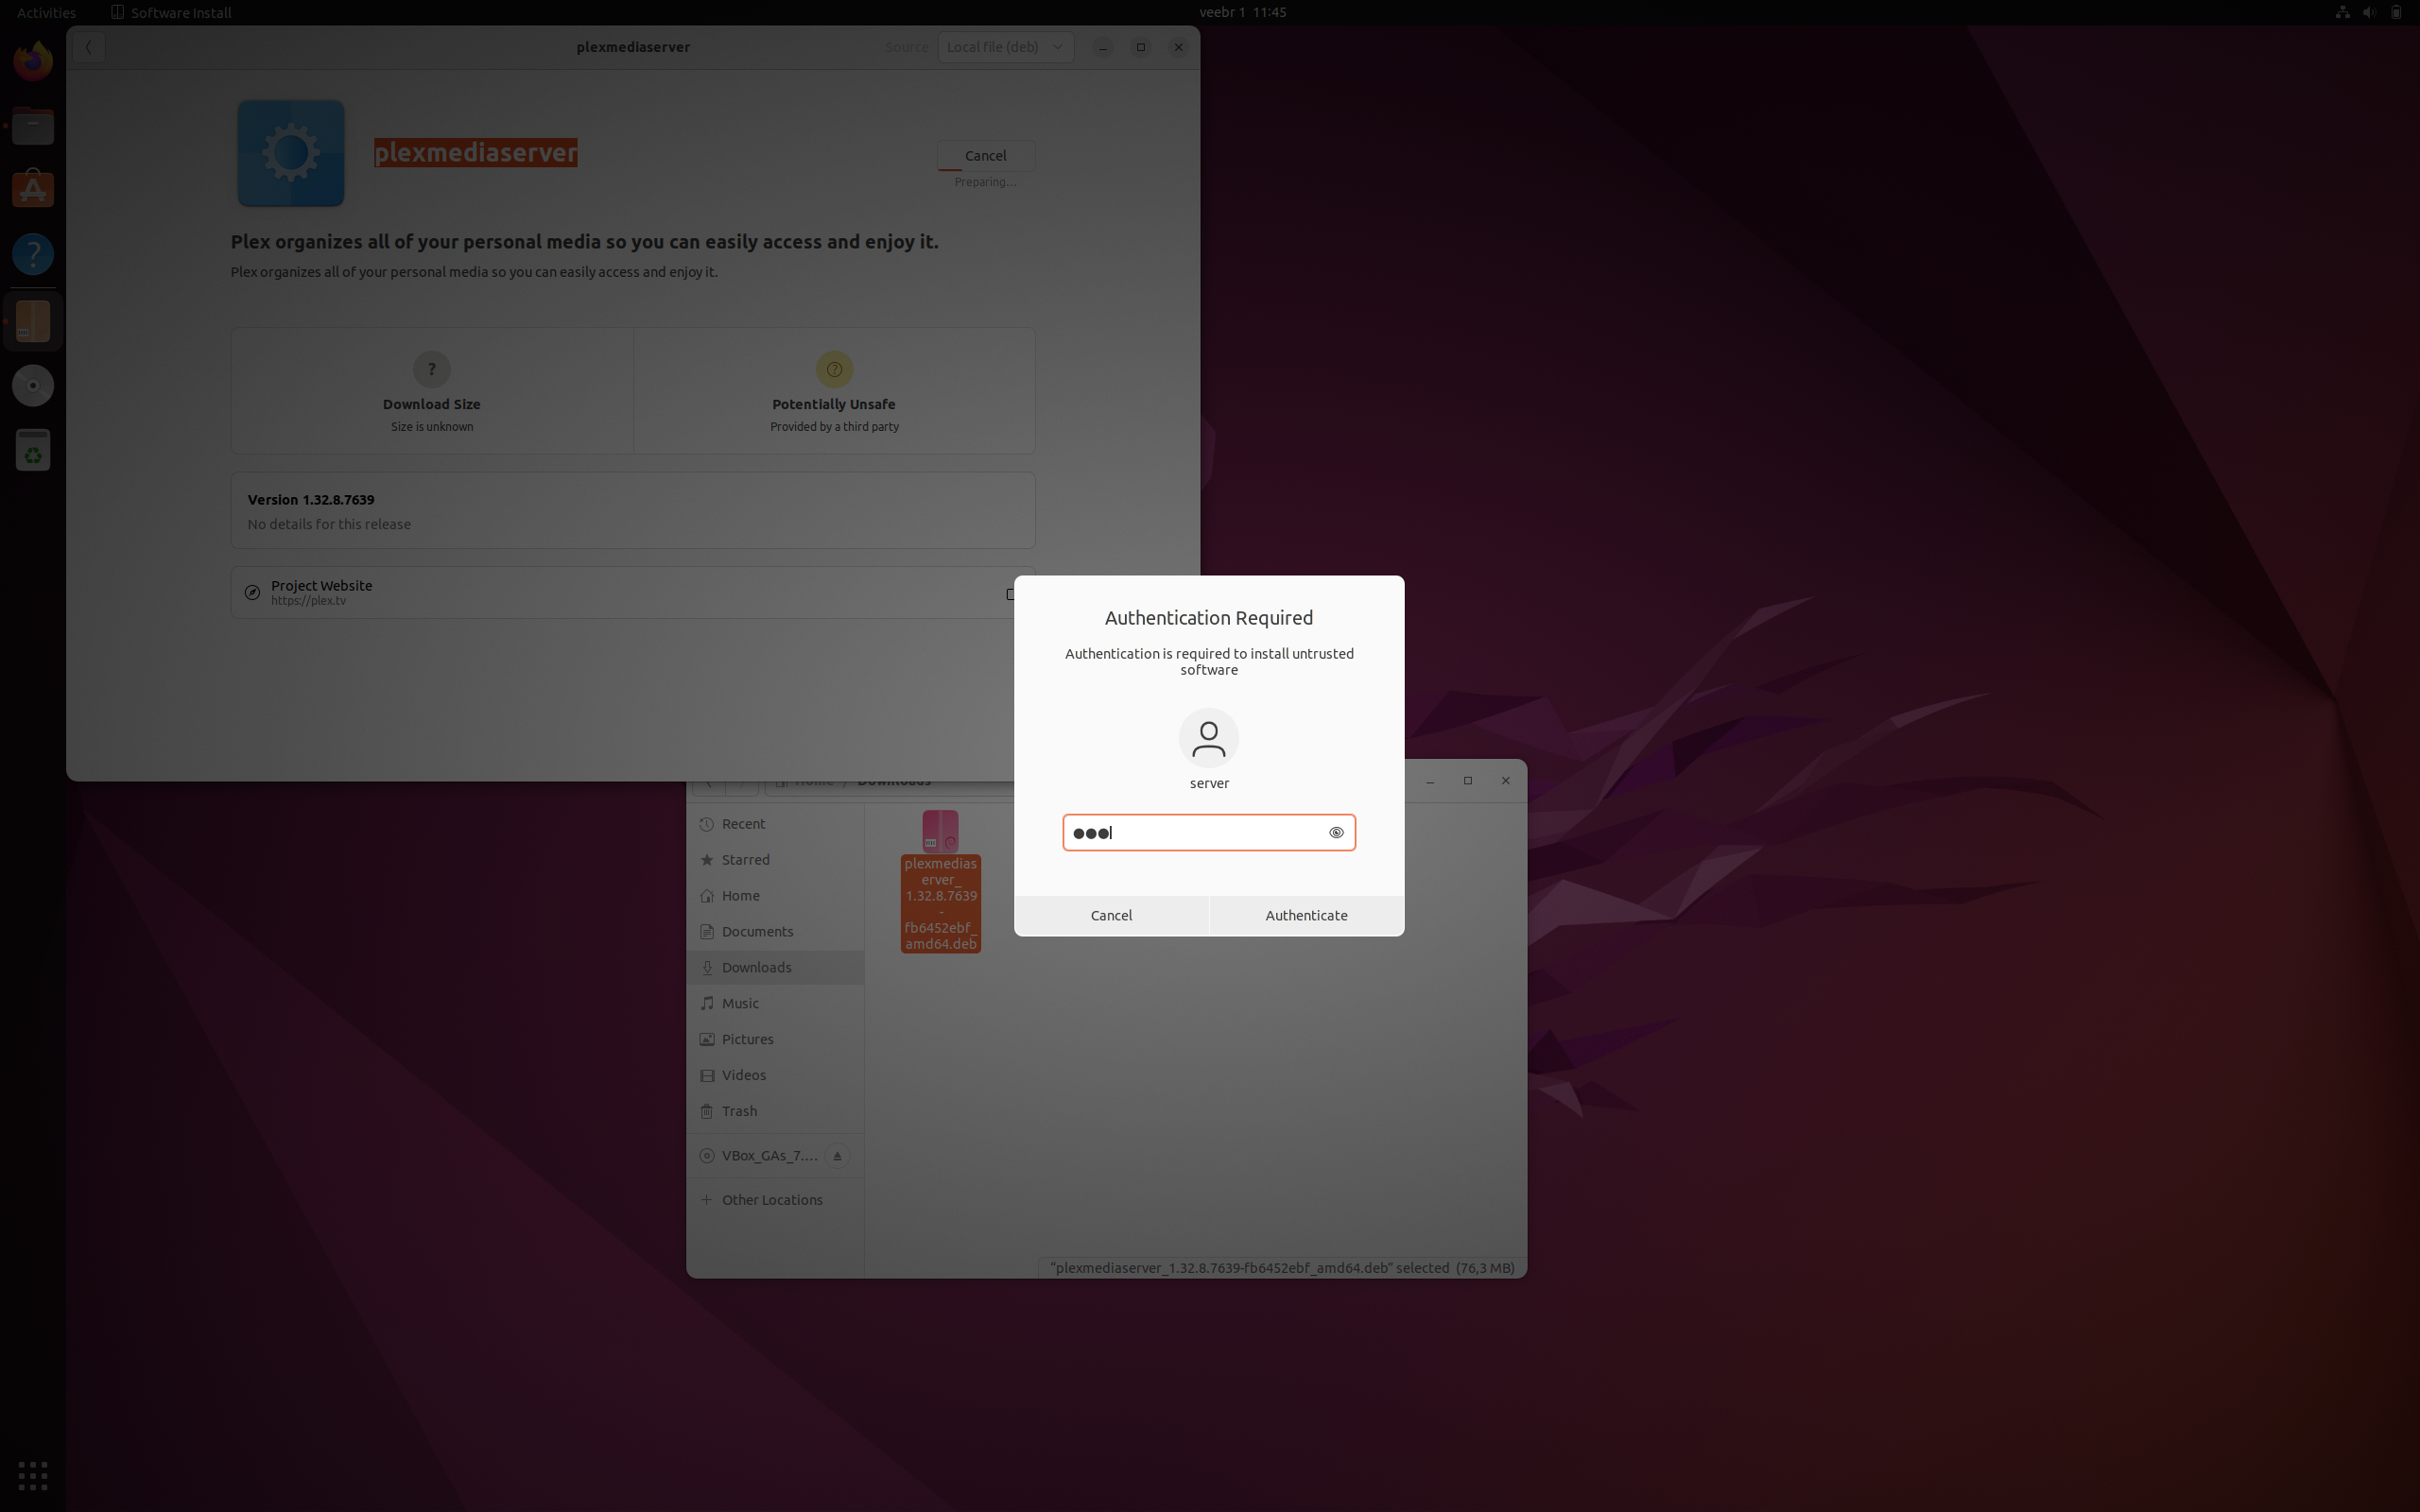 Activities
Software Install
veebr 1 11:45
plexmediaserver
Source
Local file (deb)
plexmediaserver
Cancel
Preparing...
Plex organizes all of your personal media so you can easily access and enjoy it.
Plex organizes all of your personal media so you can easily access and enjoy it.
?
Download Size
Size is unknown
Potentially Unsafe
Provided by a third party
Version 1.32.8.7639
No details for this release
Project Website
https://plex.tv
Authentication Required
Authentication is required to install untrusted
software
server
Cancel
Authenticate
Home / Downloads
Recent
Starred
Home
Documents
Downloads
Music
Pictures
Videos
Trash
VBox_GAs_7....
Other Locations
plexmedias
erver_
1.32.8.7639
-
fb6452ebf_
amd64.deb
"plexmediaserver_1.32.8.7639-fb6452ebf_amd64.deb" selected (76,3 MB)